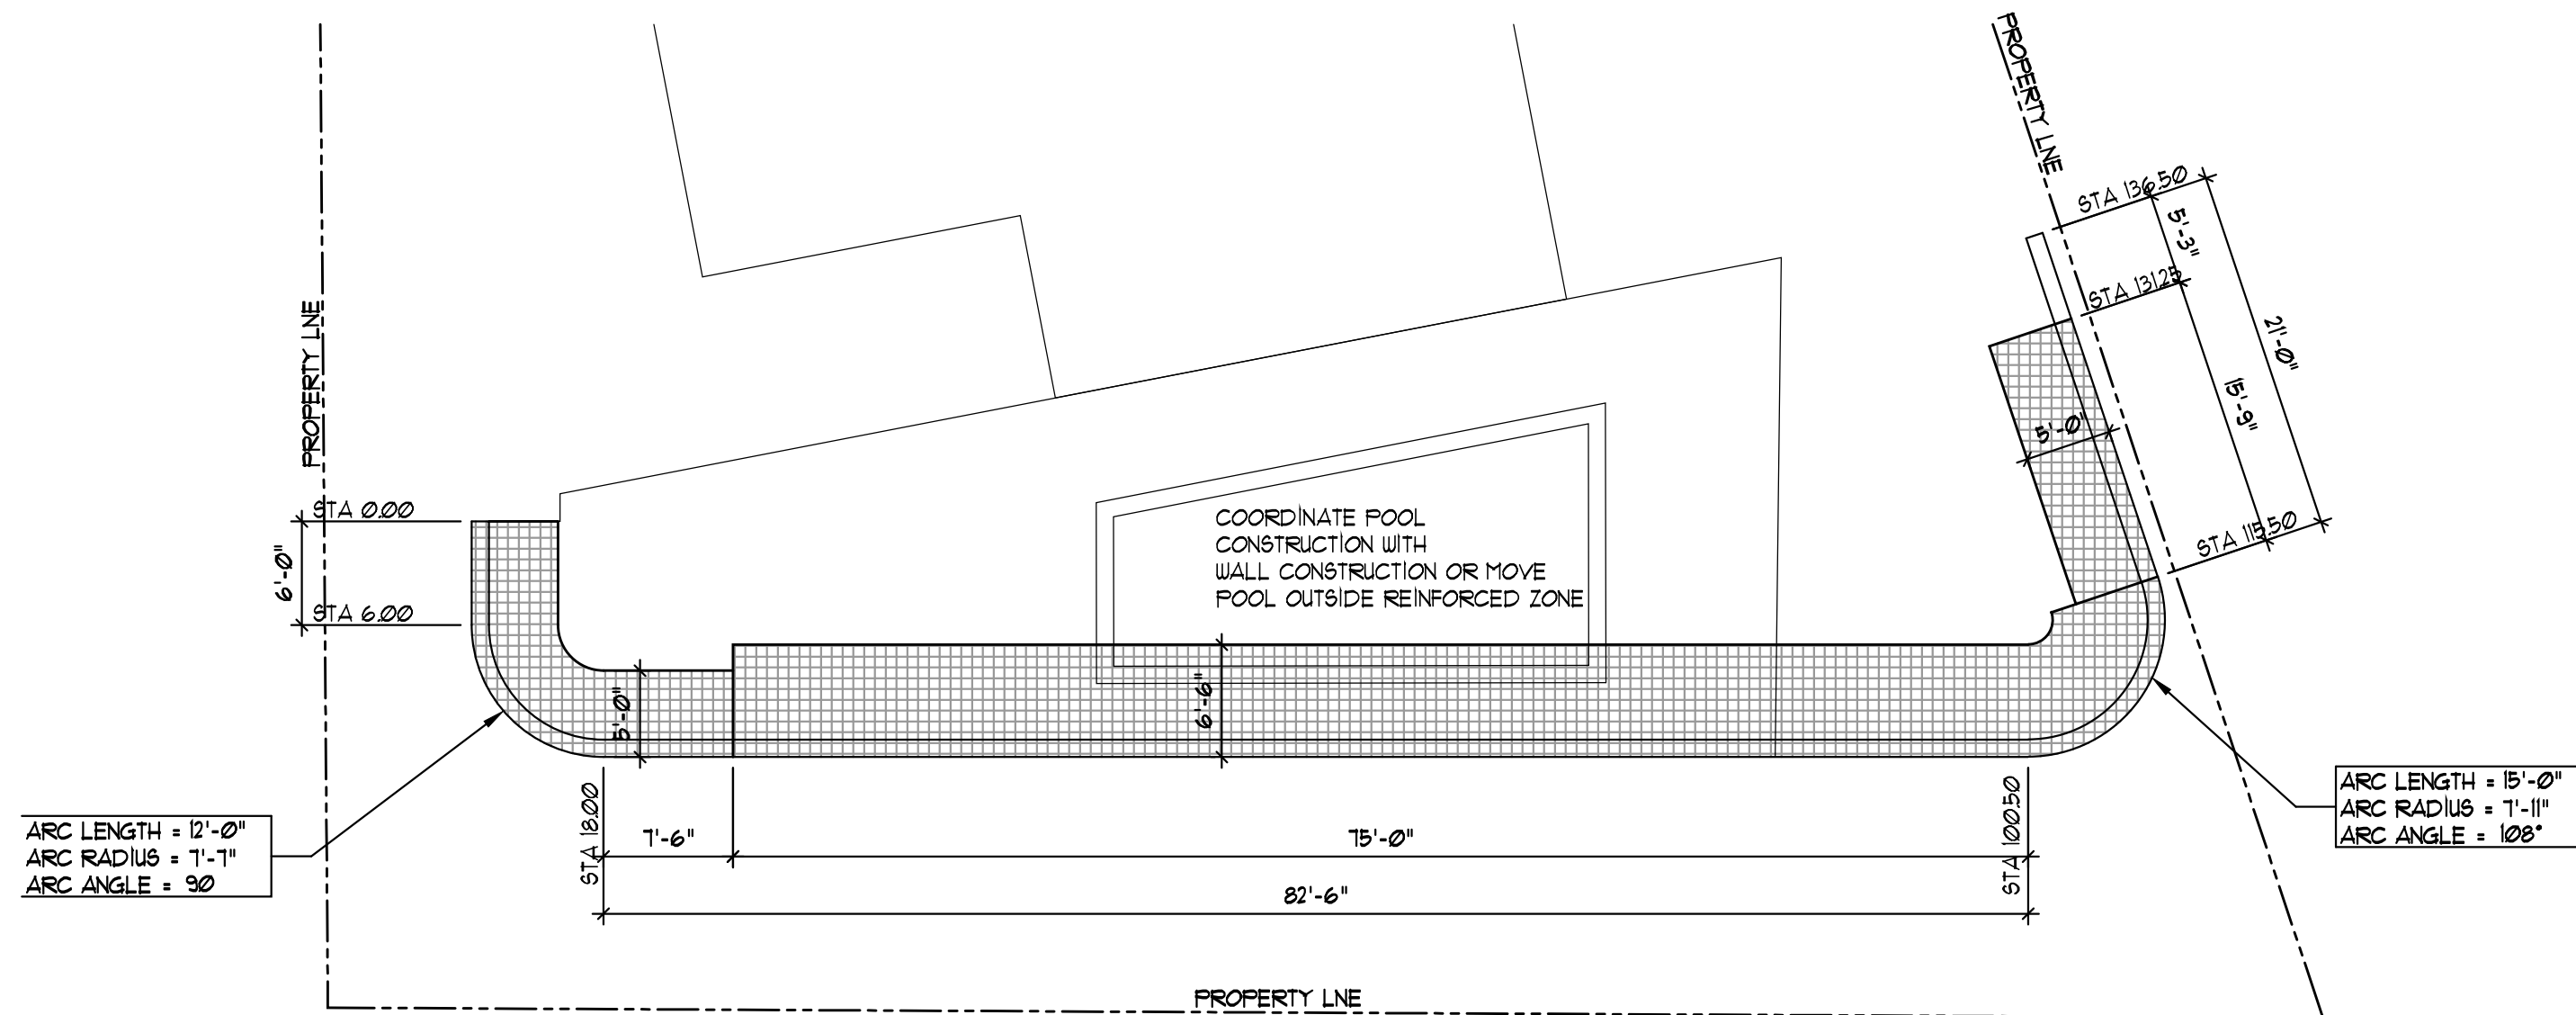 PROPERTY LNE
STA 136.50
5'-3"
STA 131.25
21'-0"
15'-9"
5'-0"
STA 115.50
PROPERTY LNE
STA 0.00
6'-0"
STA 6.00
COORDINATE POOL
CONSTRUCTION WITH
WALL CONSTRUCTION OR MOVE
POOL OUTSIDE REINFORCED ZONE
5'-0"
6'-6"
ARC LENGTH = 12'-0"
ARC RADIUS = 7'-7"
ARC ANGLE = 90
STA 18.00
7'-6"
75'-0"
STA 100.50
82'-6"
ARC LENGTH = 15'-0"
ARC RADIUS = 7'-11"
ARC ANGLE = 108°
PROPERTY LNE